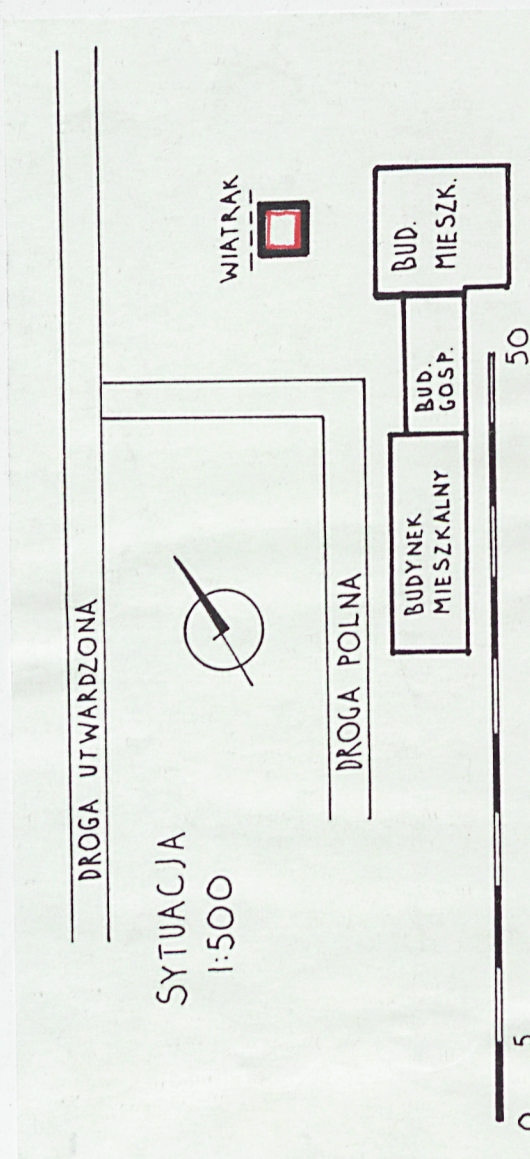 DROGA UTWARDZONA
WIATRAK
SYTUACJA
1:500
DROGA POLNA
BUDYNEK
MIESZKALNY
BUD.
GOSP.
BUD.
MIESZK.
0 5 50